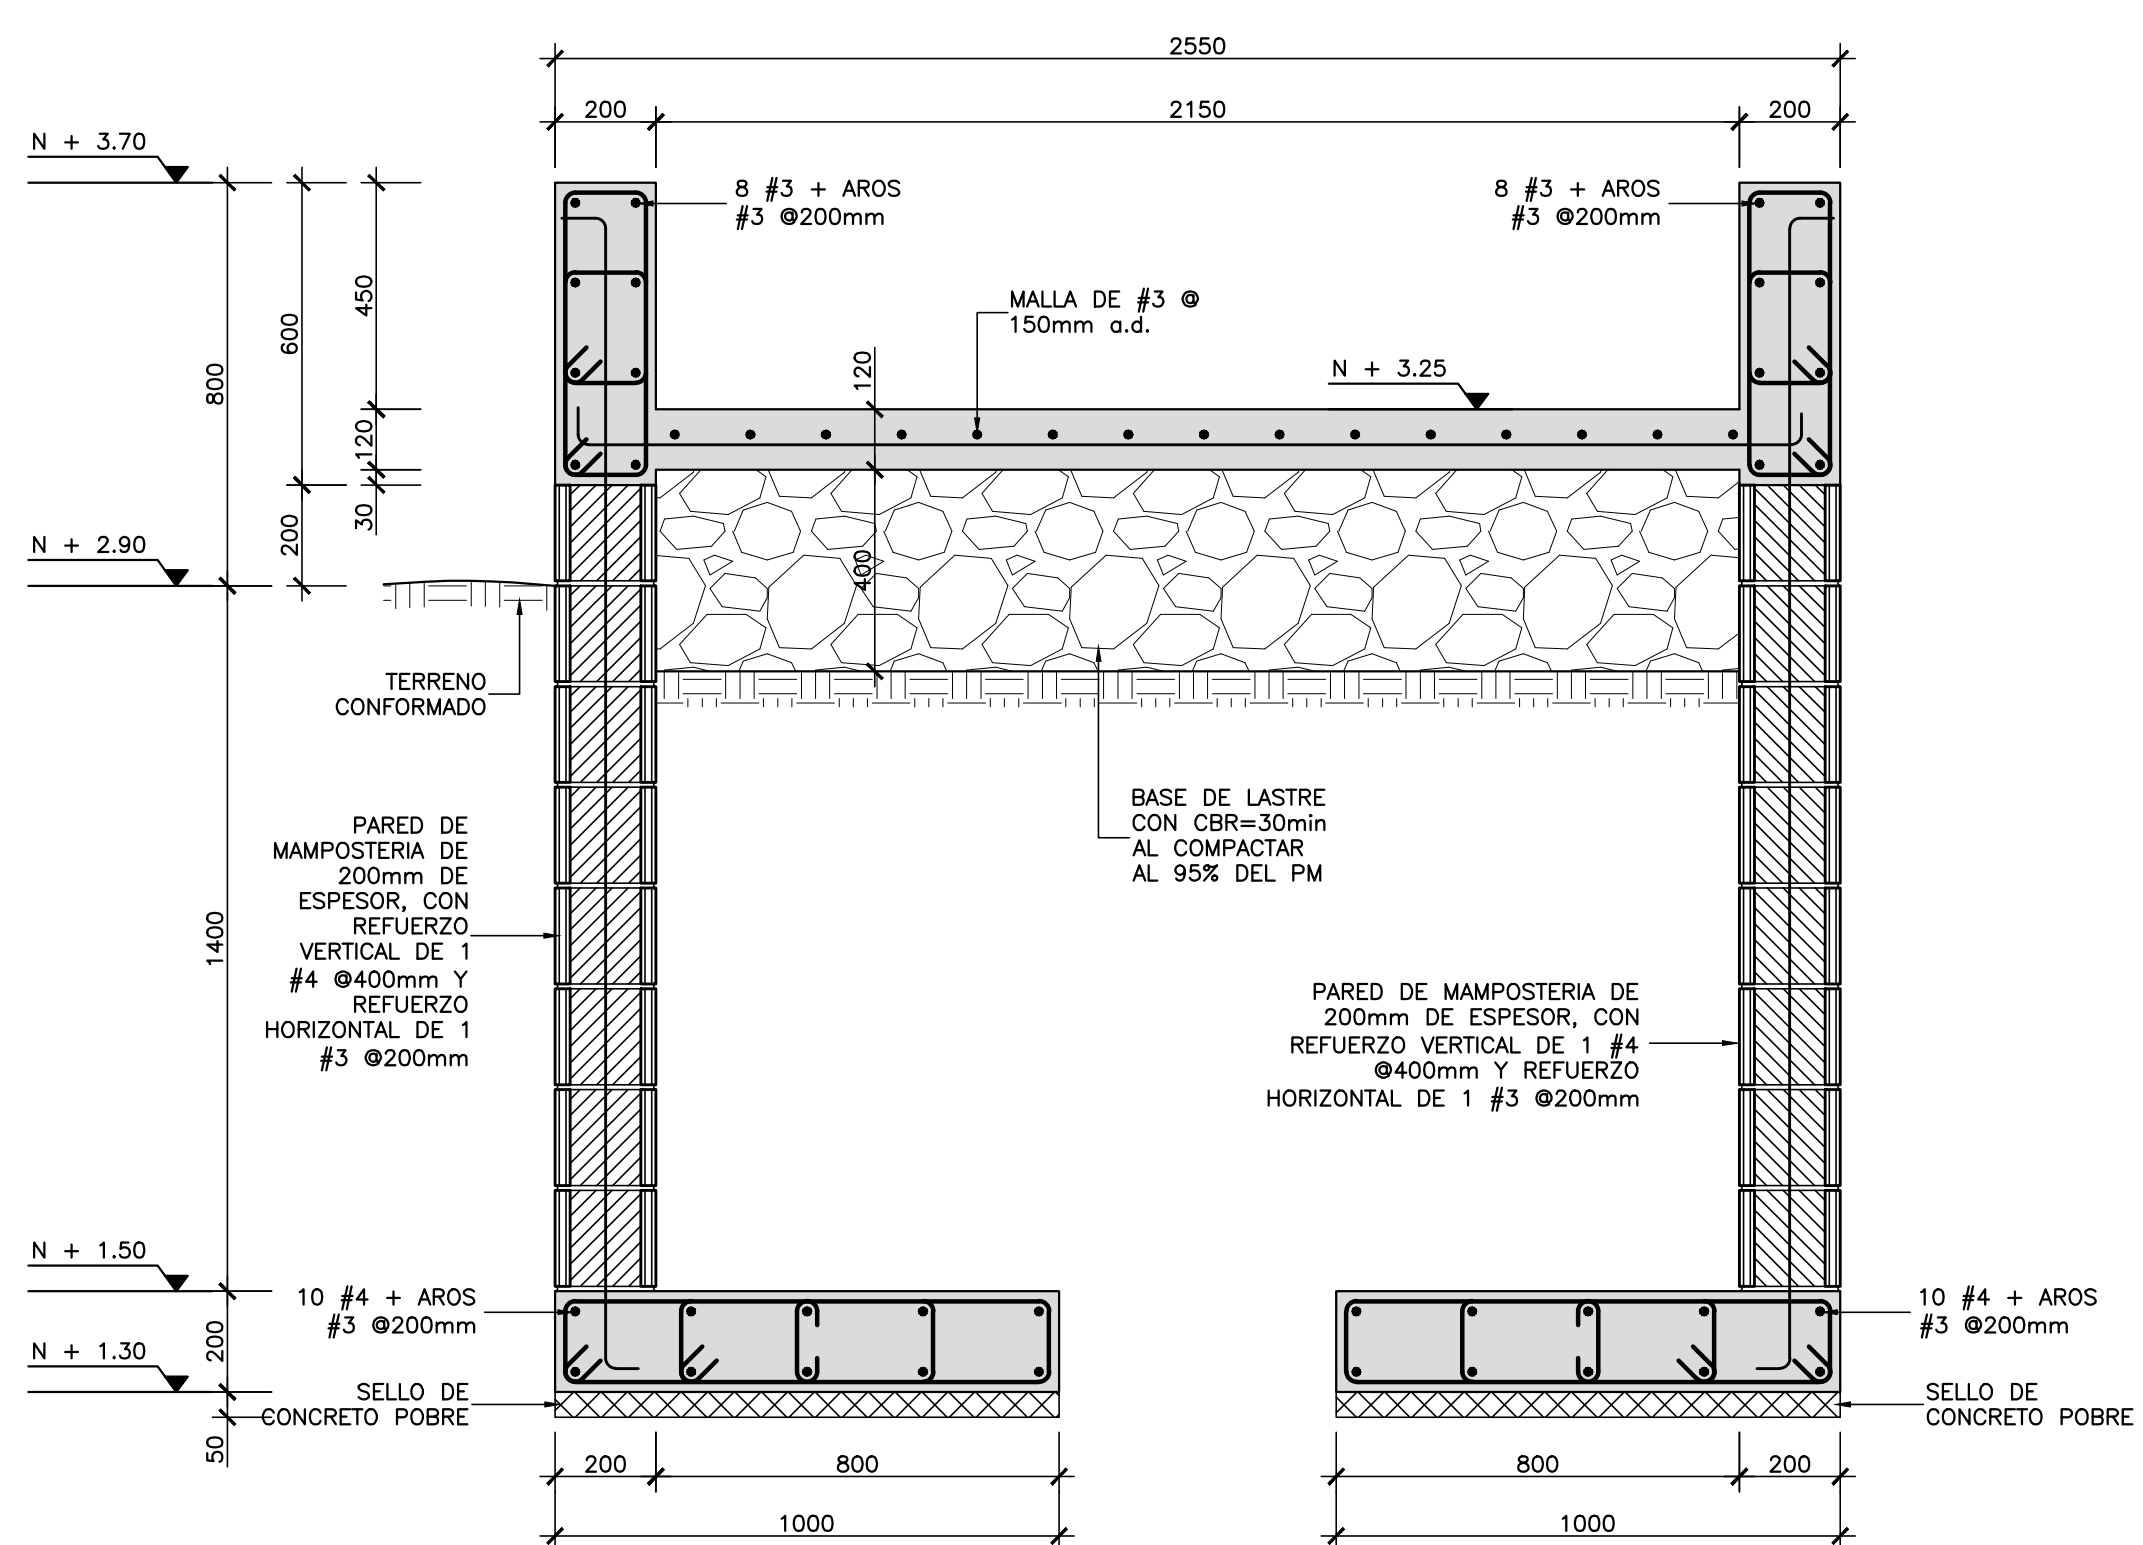 2550
200
2150
200
N + 3.70
8 #3 + AROS
#3 @200mm
8 #3 + AROS
#3 @200mm
MALLA DE #3 @
150mm a.d.
450
600
800
120
N + 3.25
120
30
200
N + 2.90
400
TERRENO
CONFORMADO
BASE DE LASTRE
CON CBR=30min
AL COMPACTAR
AL 95% DEL PM
PARED DE
MAMPOSTERIA DE
200mm DE
ESPESOR, CON
REFUERZO
VERTICAL DE 1
#4 @400mm Y
REFUERZO
HORIZONTAL DE 1
#3 @200mm
1400
PARED DE MAMPOSTERIA DE
200mm DE ESPESOR, CON
REFUERZO VERTICAL DE 1 #4
@400mm Y REFUERZO
HORIZONTAL DE 1 #3 @200mm
N + 1.50
10 #4 + AROS
#3 @200mm
10 #4 + AROS
#3 @200mm
200
N + 1.30
SELLO DE
CONCRETO POBRE
SELLO DE
CONCRETO POBRE
50
200
800
800
200
1000
1000